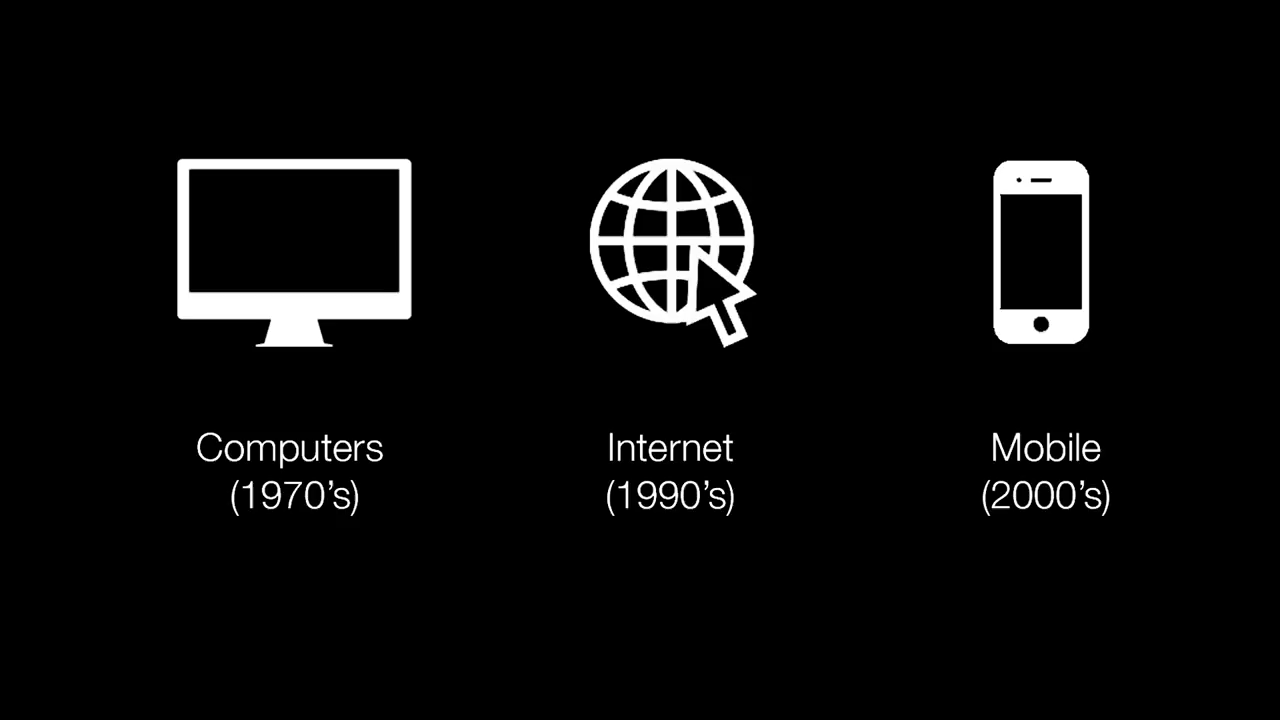 Computers
(1970’s)
Internet
(1990’s)
Mobile
(2000’s)